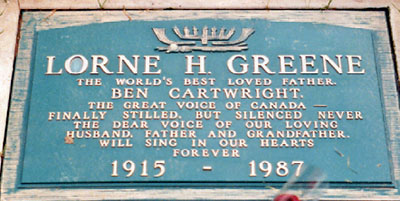 LORNE H. GREENE
THE WORLD'S BEST LOVED FATHER.
BEN CARTWRIGHT.
THE GREAT VOICE OF CANADA —
FINALLY STILLED, BUT SILENCED NEVER
THE DEAR VOICE OF OUR LOVING
HUSBAND, FATHER AND GRANDFATHER,
WILL SING IN OUR HEARTS
FOREVER
1915 - 1987